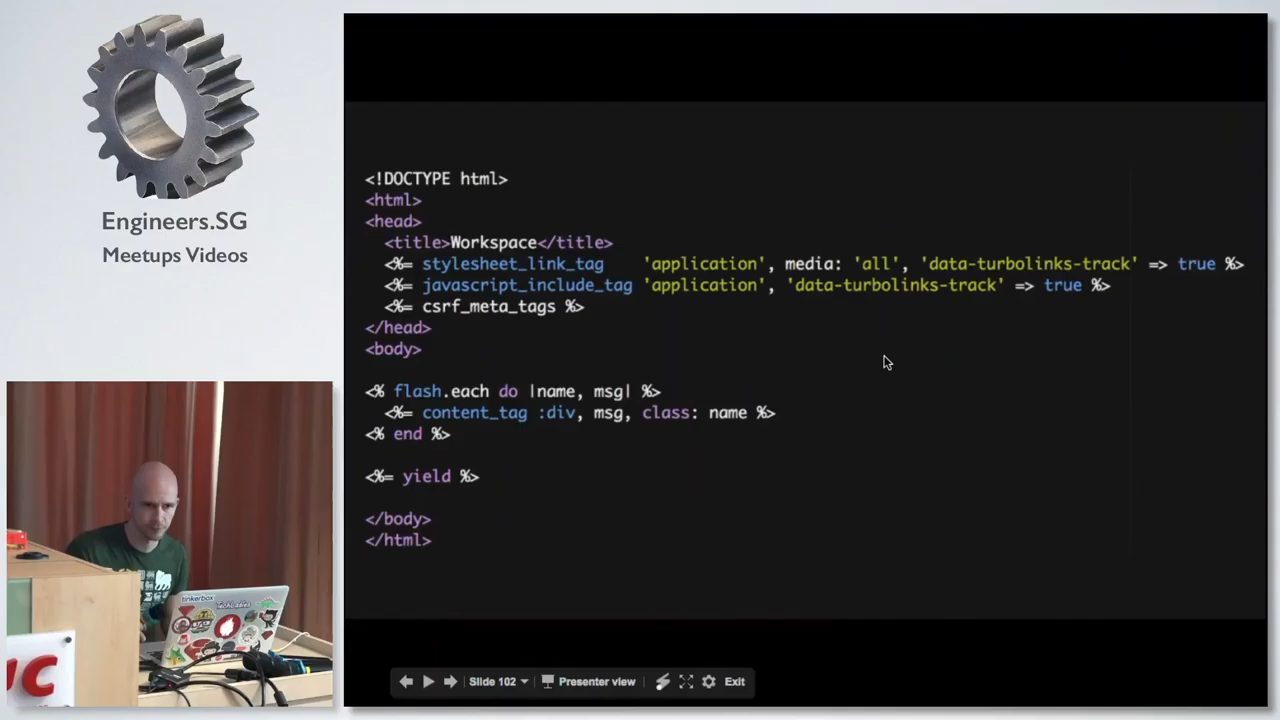 Engineers.SG
Meetups Videos
<!DOCTYPE html>
<html>
<head>
  <title>Workspace</title>
  <%= stylesheet_link_tag    'application', media: 'all', 'data-turbolinks-track' => true %>
  <%= javascript_include_tag 'application', 'data-turbolinks-track' => true %>
  <%= csrf_meta_tags %>
</head>
<body>
<% flash.each do |name, msg| %>
  <%= content_tag :div, msg, class: name %>
<% end %>
<%= yield %>
</body>
</html>
Slide 102
Presenter view
Exit
tinkerbox
TechLadies